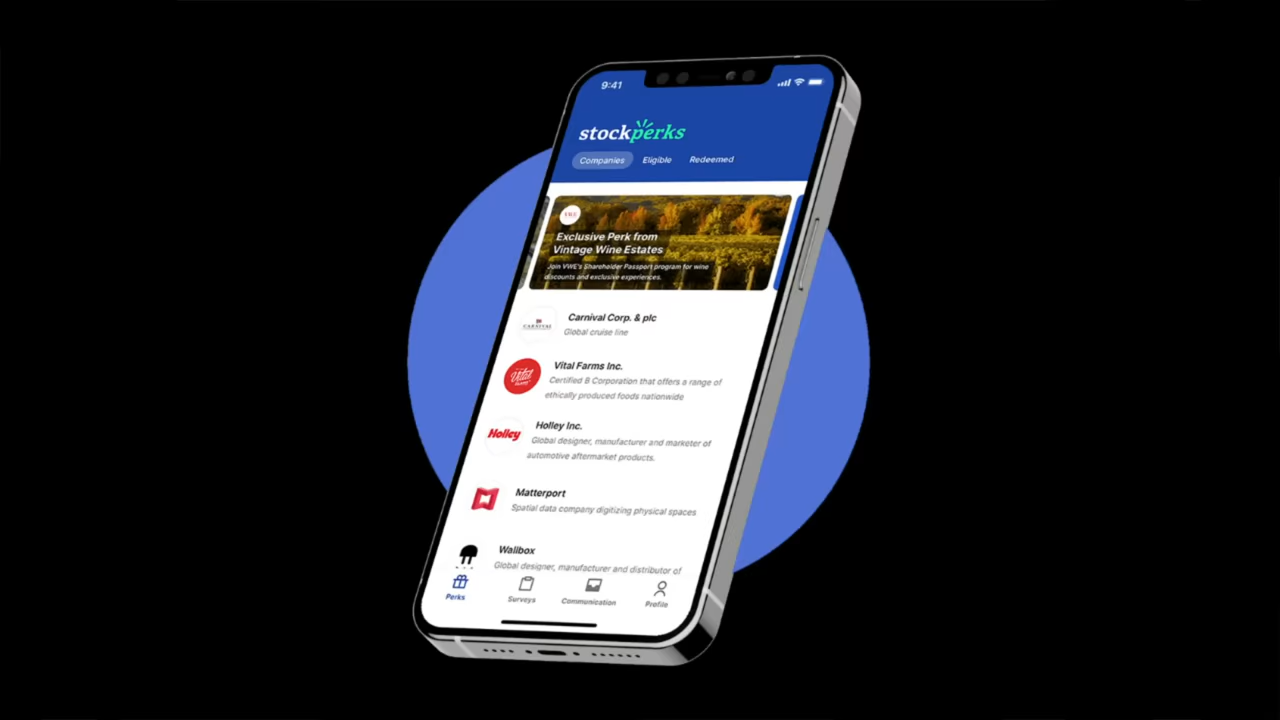 9:41
stockperks
Companies Eligible Redeemed
VWE
Exclusive Perk from
Vintage Wine Estates
Join VWE's Shareholder Passport program for wine
discounts and exclusive experiences.
CARNIVAL
Carnival Corp. & plc
Global cruise line
Vital
Vital Farms Inc.
Certified B Corporation that offers a range of
ethically produced foods nationwide
Holley
Holley Inc.
Global designer, manufacturer and marketer of
automotive aftermarket products.
Matterport
Spatial data company digitizing physical spaces
Wallbox
Global designer, manufacturer and distributor of
Perks Surveys Communication Profile